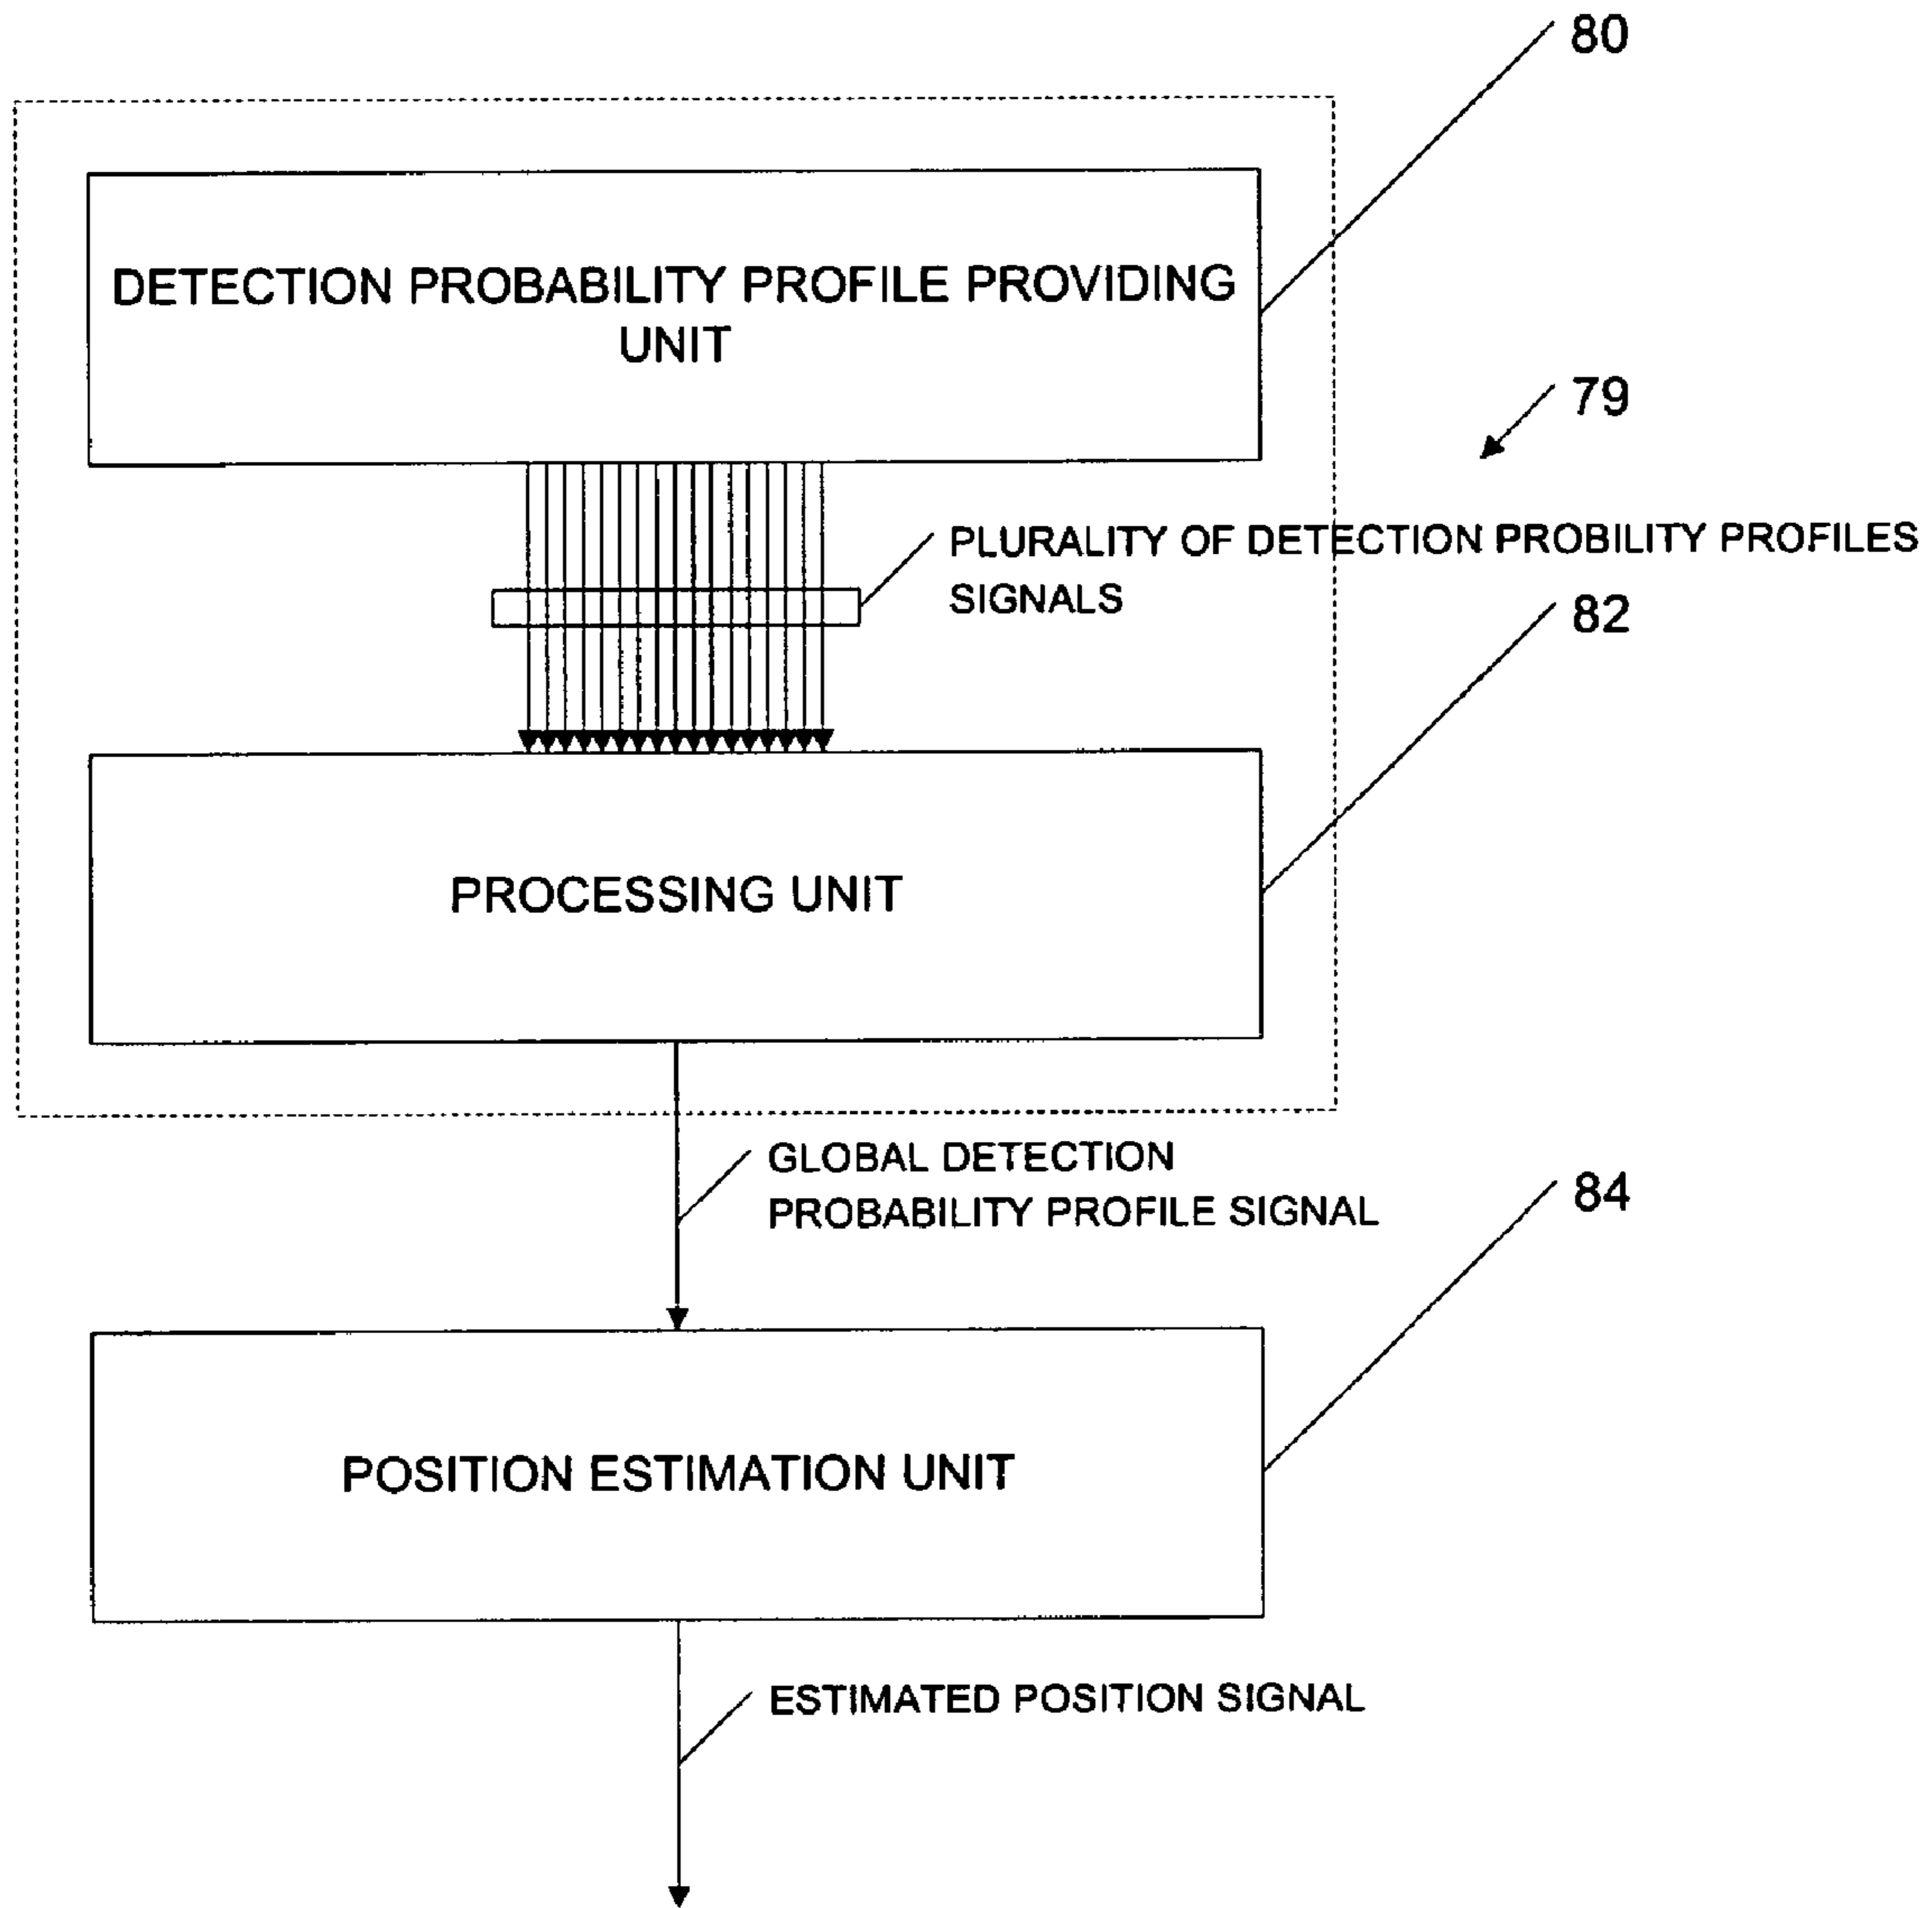 80
DETECTION PROBABILITY PROFILE PROVIDING
UNIT
79
PLURALITY OF DETECTION PROBILITY PROFILES
SIGNALS
82
PROCESSING UNIT
GLOBAL DETECTION
PROBABILITY PROFILE SIGNAL
84
POSITION ESTIMATION UNIT
ESTIMATED POSITION SIGNAL